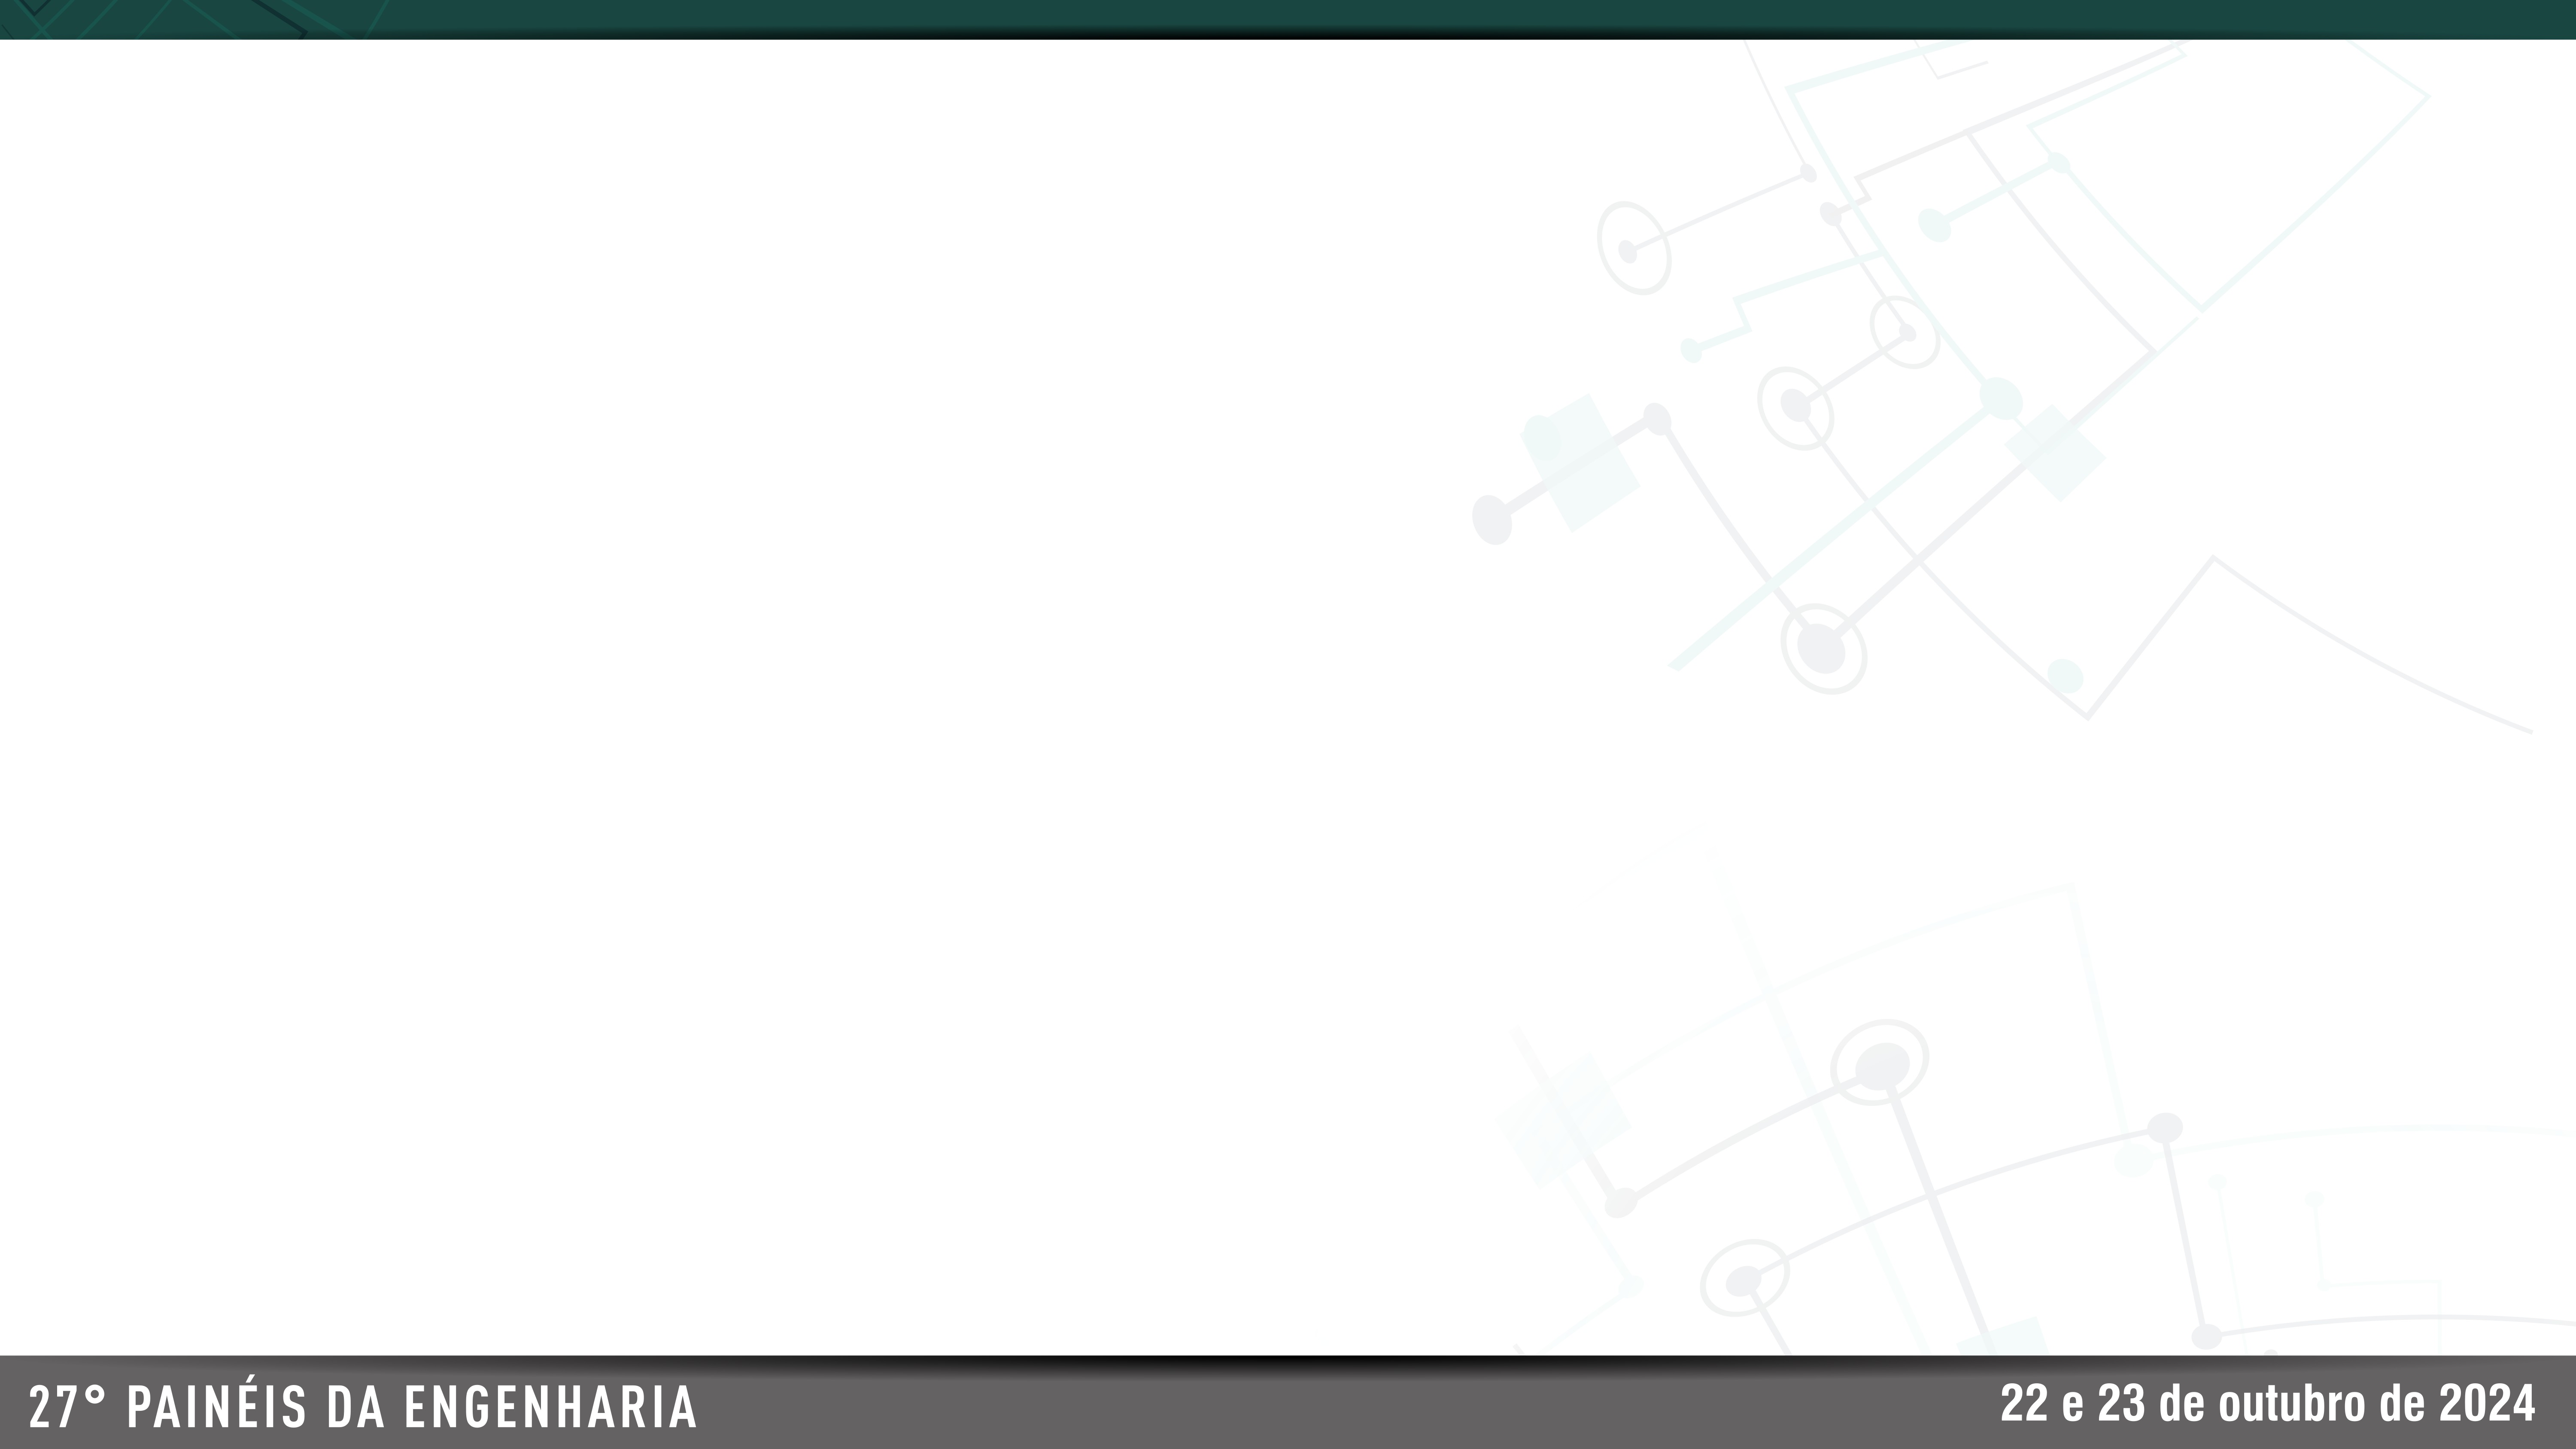 27° PAINÉIS DA ENGENHARIA
22 e 23 de outubro de 2024